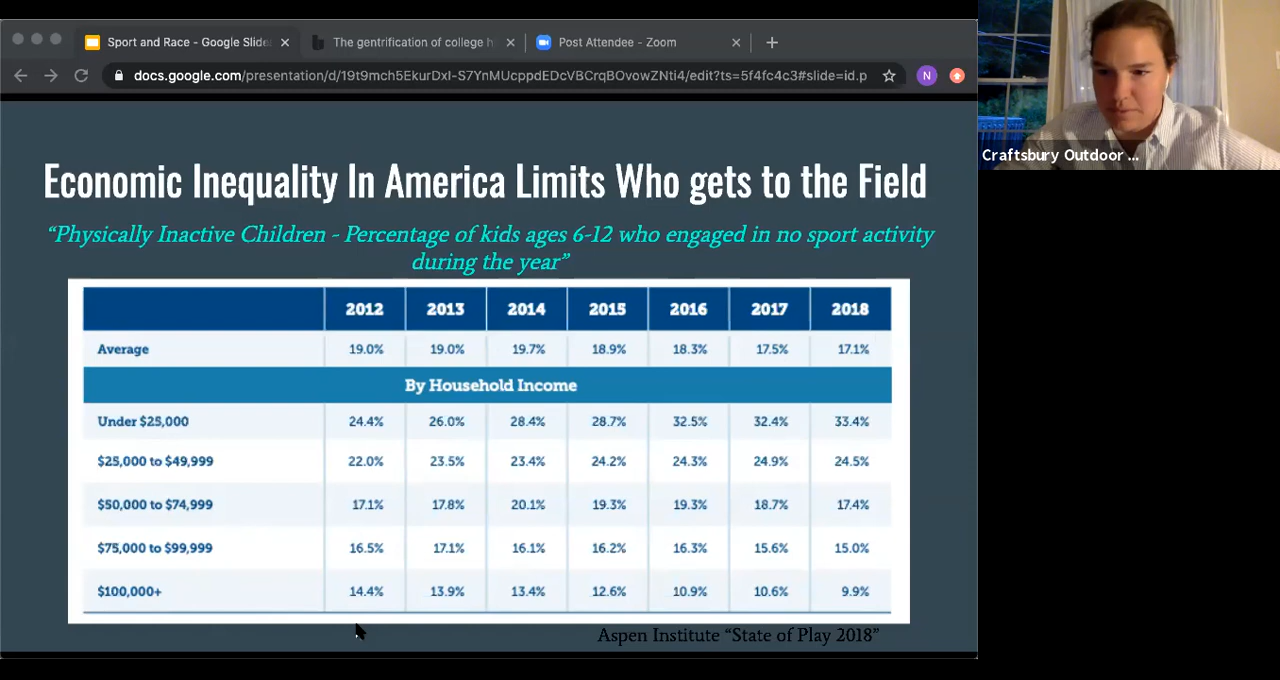 Sport and Race - Google Slide
The gentrification of college h
Post Attendee - Zoom
docs.google.com/presentation/d/19t9mch5EkurDxI-S7YnMUcppdEDcVBCrqBOvowZNti4/edit?ts=5f4fc4c3#slide=id.p
N
Craftsbury Outdoor ...
Economic Inequality In America Limits Who gets to the Field
“Physically Inactive Children - Percentage of kids ages 6-12 who engaged in no sport activity
during the year”
2012 2013 2014 2015 2016 2017 2018
Average 19.0% 19.0% 19.7% 18.9% 18.3% 17.5% 17.1%
By Household Income
Under $25,000 24.4% 26.0% 28.4% 28.7% 32.5% 32.4% 33.4%
$25,000 to $49,999 22.0% 23.5% 23.4% 24.2% 24.3% 24.9% 24.5%
$50,000 to $74,999 17.1% 17.8% 20.1% 19.3% 19.3% 18.7% 17.4%
$75,000 to $99,999 16.5% 17.1% 16.1% 16.2% 16.3% 15.6% 15.0%
$100,000+ 14.4% 13.9% 13.4% 12.6% 10.9% 10.6% 9.9%
Aspen Institute “State of Play 2018”